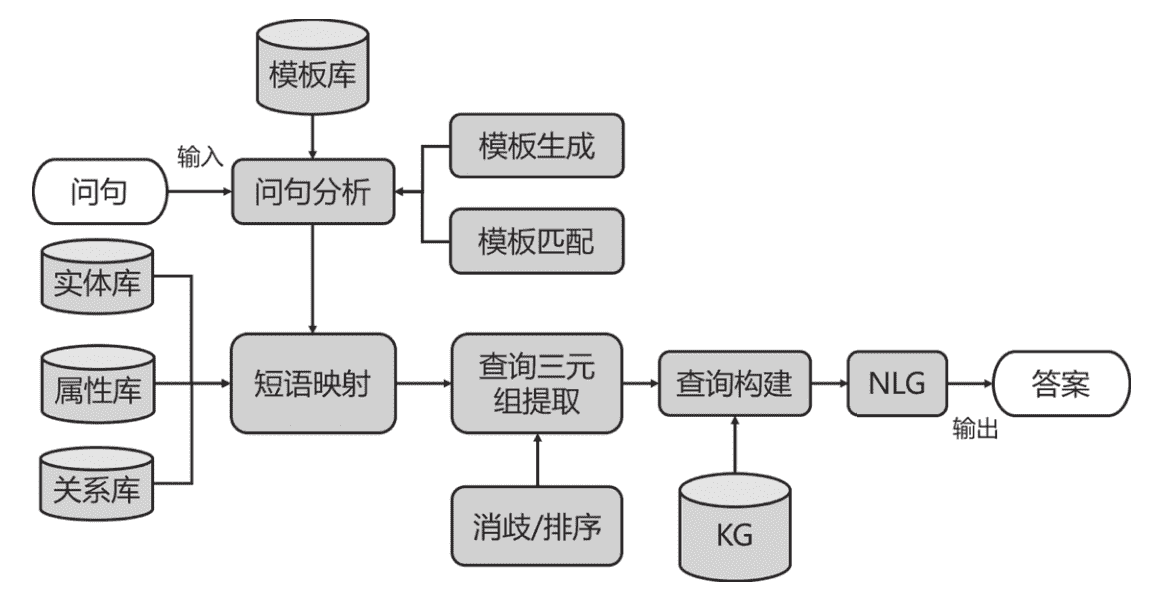 模板库
模板生成
输入
问句
问句分析
模板匹配
实体库
属性库
短语映射
查询三元
组提取
查询构建
NLG
答案
输出
关系库
消歧/排序
KG